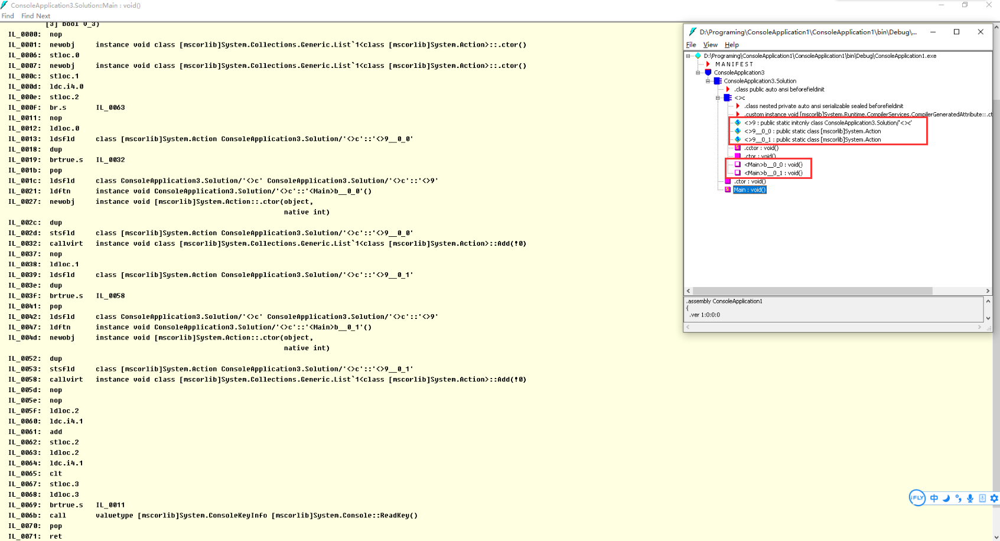 ConsoleApplication3.Solution::Main : void()
Find Find Next
[3] bool V_3)
IL_0000: nop
IL_0001: newobj instance void class [mscorlib]System.Collections.Generic.List`1<class [mscorlib]System.Action>::.ctor()
IL_0006: stloc.0
IL_0007: newobj instance void class [mscorlib]System.Collections.Generic.List`1<class [mscorlib]System.Action>::.ctor()
IL_000c: stloc.1
IL_000d: ldc.i4.0
IL_000e: stloc.2
IL_000f: br.s IL_0063
IL_0011: nop
IL_0012: ldloc.0
IL_0013: ldsfld class [mscorlib]System.Action ConsoleApplication3.Solution/'<>c'::'<>9__0_0'
IL_0018: dup
IL_0019: brtrue.s IL_0032
IL_001b: pop
IL_001c: ldsfld class ConsoleApplication3.Solution/'<>c' ConsoleApplication3.Solution/'<>c'::'<>9'
IL_0021: ldftn instance void ConsoleApplication3.Solution/'<>c'::'<Main>b__0_0'()
IL_0027: newobj instance void [mscorlib]System.Action::.ctor(object,
native int)
IL_002c: dup
IL_002d: stsfld class [mscorlib]System.Action ConsoleApplication3.Solution/'<>c'::'<>9__0_0'
IL_0032: callvirt instance void class [mscorlib]System.Collections.Generic.List`1<class [mscorlib]System.Action>::Add(!0)
IL_0037: nop
IL_0038: ldloc.1
IL_0039: ldsfld class [mscorlib]System.Action ConsoleApplication3.Solution/'<>c'::'<>9__0_1'
IL_003e: dup
IL_003f: brtrue.s IL_0058
IL_0041: pop
IL_0042: ldsfld class ConsoleApplication3.Solution/'<>c' ConsoleApplication3.Solution/'<>c'::'<>9'
IL_0047: ldftn instance void ConsoleApplication3.Solution/'<>c'::'<Main>b__0_1'()
IL_004d: newobj instance void [mscorlib]System.Action::.ctor(object,
native int)
IL_0052: dup
IL_0053: stsfld class [mscorlib]System.Action ConsoleApplication3.Solution/'<>c'::'<>9__0_1'
IL_0058: callvirt instance void class [mscorlib]System.Collections.Generic.List`1<class [mscorlib]System.Action>::Add(!0)
IL_005d: nop
IL_005e: nop
IL_005f: ldloc.2
IL_0060: ldc.i4.1
IL_0061: add
IL_0062: stloc.2
IL_0063: ldloc.2
IL_0064: ldc.i4.1
IL_0065: clt
IL_0067: stloc.3
IL_0068: ldloc.3
IL_0069: brtrue.s IL_0011
IL_006b: call valuetype [mscorlib]System.ConsoleKeyInfo [mscorlib]System.Console::ReadKey()
IL_0070: pop
IL_0071: ret
D:\Programing\ConsoleApplication1\ConsoleApplication1\bin\Debug\...
File View Help
D:\Programing\ConsoleApplication1\ConsoleApplication1\bin\Debug\ConsoleApplication1.exe
M A N I F E S T
ConsoleApplication3
ConsoleApplication3.Solution
.class public auto ansi beforefieldinit
<>c
.class nested private auto ansi serializable sealed beforefieldinit
.custom instance void [mscorlib]System.Runtime.CompilerServices.CompilerGeneratedAttribute::.ct
<>9 : public static initonly class ConsoleApplication3.Solution/'<>c'
<>9__0_0 : public static class [mscorlib]System.Action
<>9__0_1 : public static class [mscorlib]System.Action
.cctor : void()
.ctor : void()
<Main>b__0_0 : void()
<Main>b__0_1 : void()
.ctor : void()
Main : void()
.assembly ConsoleApplication1
{
.ver 1:0:0:0
iFLY 中